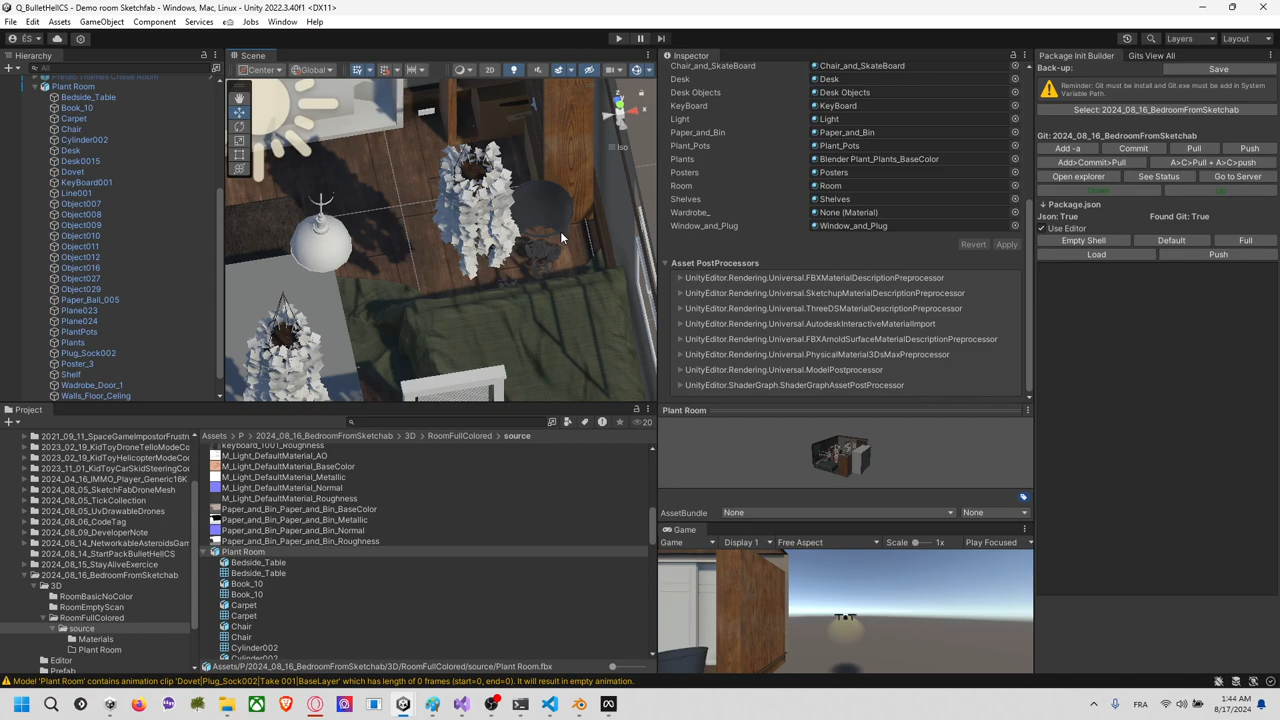 Q_BulletHellCS - Demo room Sketchfab - Windows, Mac, Linux - Unity 2022.3.40f1 <DX11>
File Edit Assets GameObject Component Services Jobs Window Help
ÉS Layers Layout
Hierarchy
All
Plant Room
Bedside_Table
Book_10
Carpet
Chair
Cylinder002
Desk
Desk0015
Dovet
KeyBoard001
Line001
Object007
Object008
Object009
Object010
Object011
Object012
Object016
Object027
Object029
Paper_Ball_005
Plane023
Plane024
PlantPots
Plants
Plug_Sock002
Poster_3
Shelf
Wadrobe_Door_1
Walls_Floor_Celing
Scene
Center Global 2D
z
x
Iso
Inspector
Chair_and_SkateBoard Chair_and_SkateBoard
Desk Desk
Desk Objects Desk Objects
KeyBoard KeyBoard
Light Light
Paper_and_Bin Paper_and_Bin
Plant_Pots Plant_Pots
Plants Blender Plant_Plants_BaseColor
Posters Posters
Room Room
Shelves Shelves
Wardrobe_ None (Material)
Window_and_Plug Window_and_Plug
Revert Apply
Asset PostProcessors
UnityEditor.Rendering.Universal.FBXMaterialDescriptionPreprocessor
UnityEditor.Rendering.Universal.SketchupMaterialDescriptionPreprocessor
UnityEditor.Rendering.Universal.ThreeDSMaterialDescriptionPreprocessor
UnityEditor.Rendering.Universal.AutodeskInteractiveMaterialImport
UnityEditor.Rendering.Universal.FBXArnoldSurfaceMaterialDescriptionPreprocessor
UnityEditor.Rendering.Universal.PhysicalMaterial3DsMaxPreprocessor
UnityEditor.Rendering.Universal.ModelPostprocessor
UnityEditor.ShaderGraph.ShaderGraphAssetPostProcessor
Plant Room
AssetBundle None None
Game
Game Display 1 Free Aspect Scale 1x Play Focused
Package Init Builder Gits View All
Back-up: Save
Reminder: Git must be install and Git.exe must be add in System Variable Path.
Select: 2024_08_16_BedroomFromSketchab
Git: 2024_08_16_BedroomFromSketchab
Add -a Commit Pull Push
Add>Commit>Pull A>C>Pull + A>C>push
Open explorer See Status Go to Server
Down Up
Package.json
Json: True Found Git: True
Use Editor
Empty Shell Default Full
Load Push
Project
20
2021_09_11_SpaceGameImpostorFrustr
2023_02_19_KidToyDroneTelloModeCo
2023_02_19_KidToyHelicopterModeCoc
2023_11_01_KidToyCarSkidSteeringCo
2024_04_16_IMMO_Player_Generic16K
2024_08_05_SketchFabDroneMesh
2024_08_05_TickCollection
2024_08_05_UvDrawableDrones
2024_08_06_CodeTag
2024_08_09_DeveloperNote
2024_08_14_NetworkableAsteroidsGam
2024_08_14_StartPackBulletHellCS
2024_08_15_StayAliveExercice
2024_08_16_BedroomFromSketchab
3D
RoomBasicNoColor
RoomEmptyScan
RoomFullColored
source
Materials
Plant Room
Editor
Prefab
Assets > P > 2024_08_16_BedroomFromSketchab > 3D > RoomFullColored > source
keyboard_1001_Roughness
M_Light_DefaultMaterial_AO
M_Light_DefaultMaterial_BaseColor
M_Light_DefaultMaterial_Metallic
M_Light_DefaultMaterial_Normal
M_Light_DefaultMaterial_Roughness
Paper_and_Bin_Paper_and_Bin_BaseColor
Paper_and_Bin_Paper_and_Bin_Metallic
Paper_and_Bin_Paper_and_Bin_Normal
Paper_and_Bin_Paper_and_Bin_Roughness
Plant Room
Bedside_Table
Bedside_Table
Book_10
Book_10
Carpet
Carpet
Chair
Chair
Cylinder002
Cylinder002
Assets/P/2024_08_16_BedroomFromSketchab/3D/RoomFullColored/source/Plant Room.fbx
Model 'Plant Room' contains animation clip 'Dovet|Plug_Sock002|Take 001|BaseLayer' which has length of 0 frames (start=0, end=0). It will result in empty animation.
FRA 1:44 AM
8/17/2024